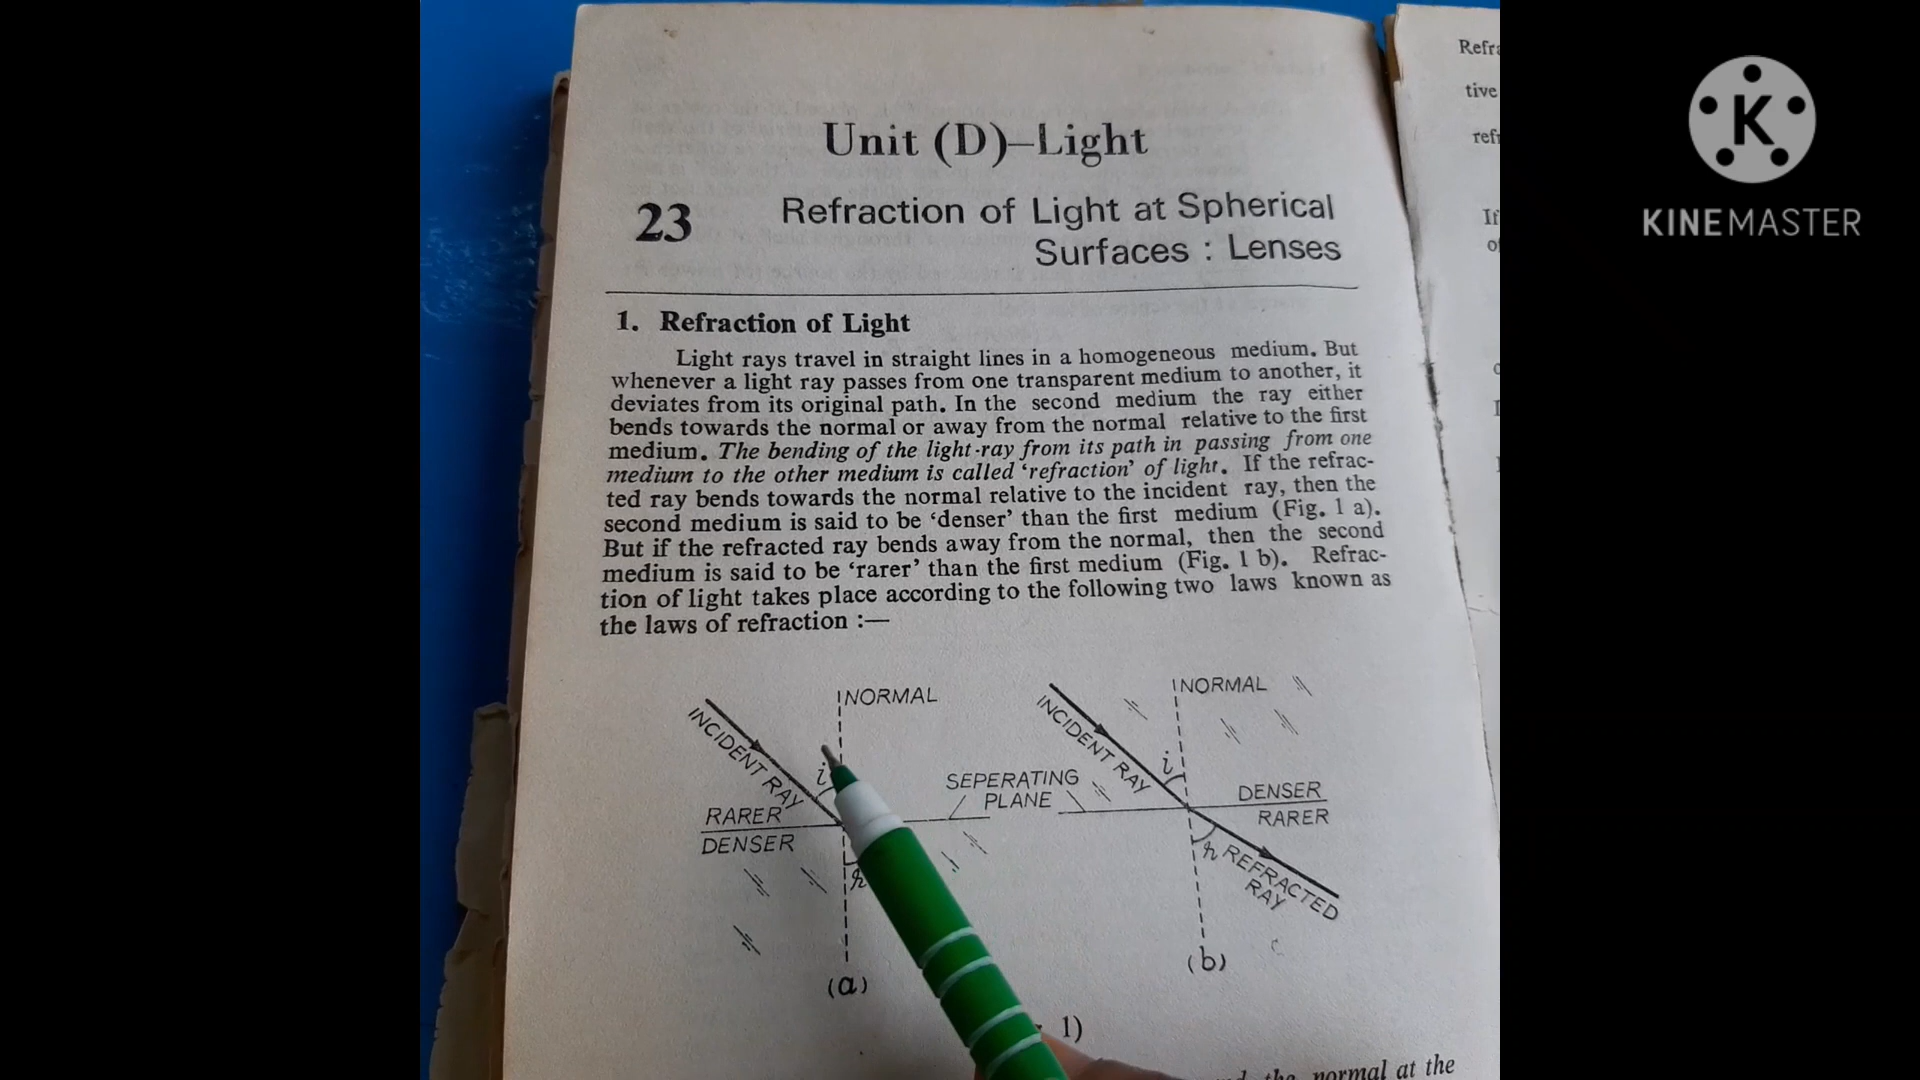 Unit (D)–Light
23 Refraction of Light at Spherical
Surfaces : Lenses
1. Refraction of Light
Light rays travel in straight lines in a homogeneous medium. But
whenever a light ray passes from one transparent medium to another, it
deviates from its original path. In the second medium the ray either
bends towards the normal or away from the normal relative to the first
medium. The bending of the light-ray from its path in passing from one
medium to the other medium is called ‘refraction’ of light. If the refrac-
ted ray bends towards the normal relative to the incident ray, then the
second medium is said to be ‘denser’ than the first medium (Fig. 1 a).
But if the refracted ray bends away from the normal, then the second
medium is said to be ‘rarer’ than the first medium (Fig. 1 b). Refrac-
tion of light takes place according to the following two laws known as
the laws of refraction :—
NORMAL
INCIDENT RAY
i
RARER
DENSER
r
(a)
SEPERATING
PLANE
NORMAL
INCIDENT RAY
i
DENSER
RARER
r
REFRACTED
RAY
(b)
1)
the normal at the
Refra
tive
refr
If
of
K
KINEMASTER